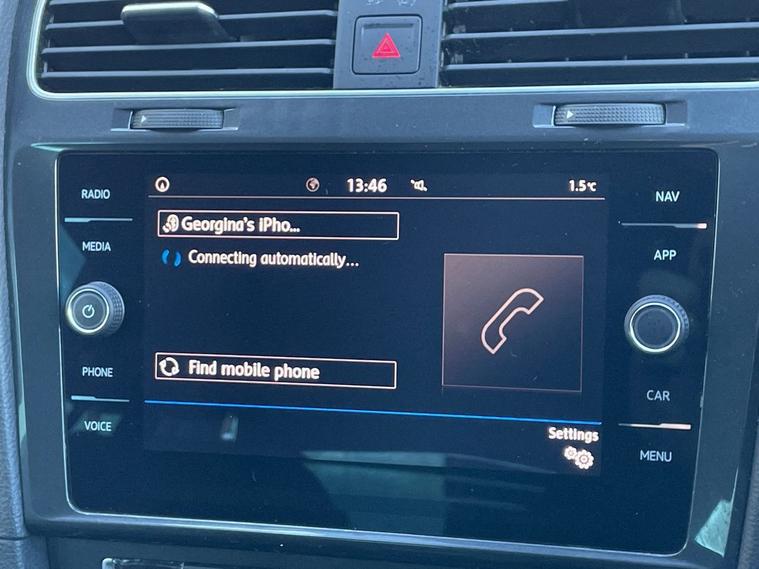 RADIO
MEDIA
PHONE
VOICE
13:46
1.5°C
Georgina's iPho...
Connecting automatically...
Find mobile phone
Settings
NAV
APP
CAR
MENU